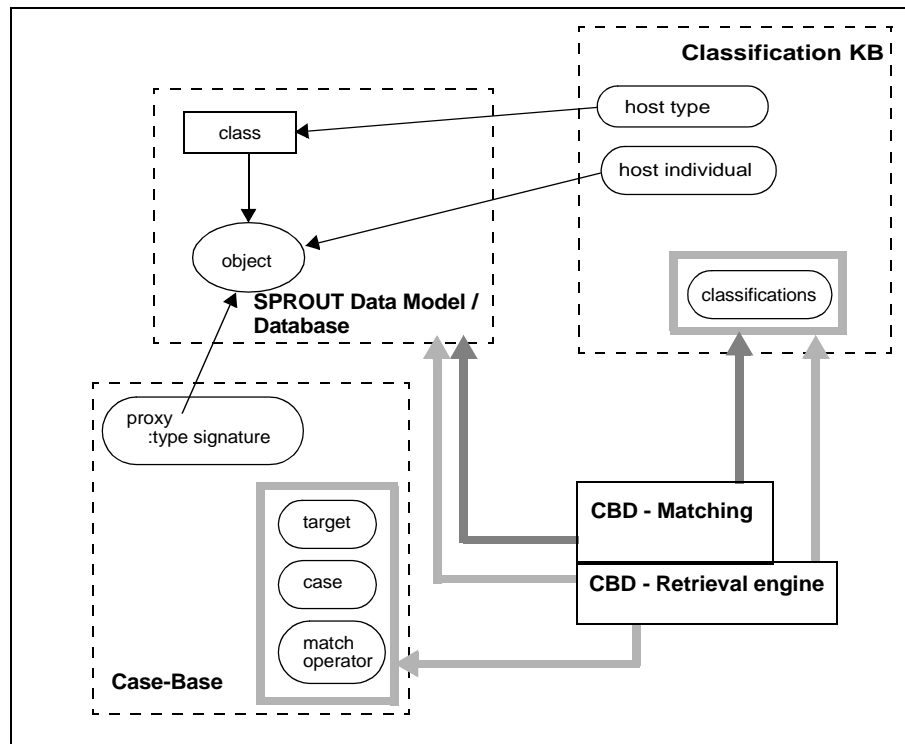 Classification KB
host type
class
host individual
object
classifications
SPROUT Data Model /
Database
proxy
:type signature
CBD - Matching
target
case
CBD - Retrieval engine
match
operator
Case-Base